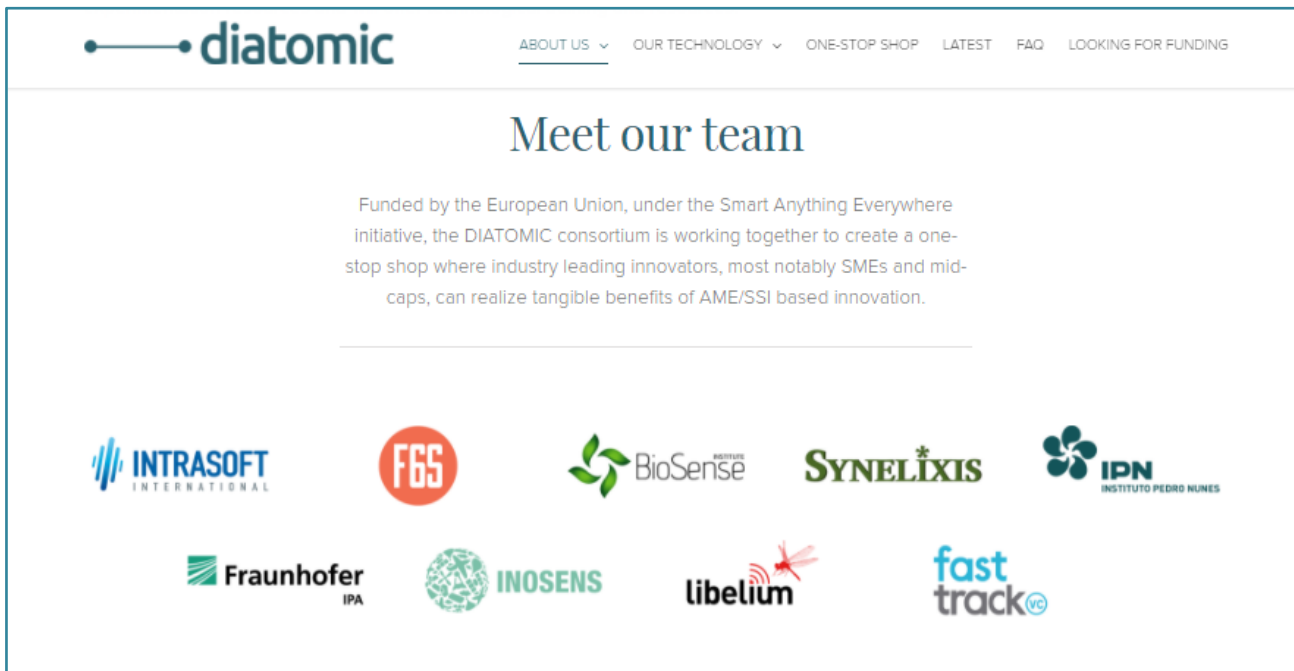 diatomic
ABOUT US OUR TECHNOLOGY ONE-STOP SHOP LATEST FAQ LOOKING FOR FUNDING
Meet our team
Funded by the European Union, under the Smart Anything Everywhere
initiative, the DIATOMIC consortium is working together to create a one-
stop shop where industry leading innovators, most notably SMEs and mid-
caps, can realize tangible benefits of AME/SSI based innovation.
INTRASOFT
INTERNATIONAL
F6S
INSTITUTE
BioSense
SYNELIXIS
IPN
INSTITUTO PEDRO NUNES
Fraunhofer
IPA
INOSENS
libelium
fast
track vc